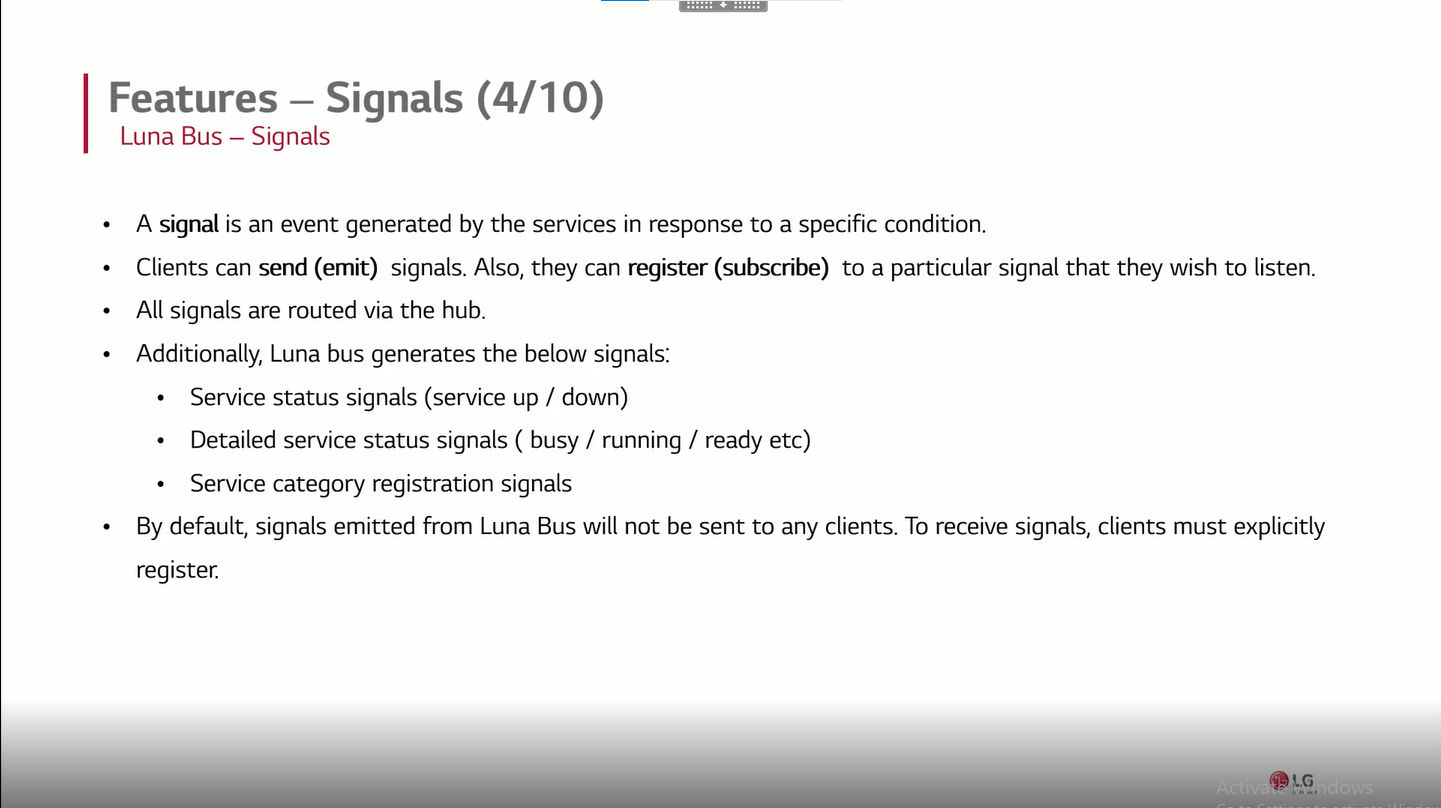 Features – Signals (4/10)
Luna Bus – Signals
• A signal is an event generated by the services in response to a specific condition.
• Clients can send (emit) signals. Also, they can register (subscribe) to a particular signal that they wish to listen.
• All signals are routed via the hub.
• Additionally, Luna bus generates the below signals:
• Service status signals (service up / down)
• Detailed service status signals ( busy / running / ready etc)
• Service category registration signals
• By default, signals emitted from Luna Bus will not be sent to any clients. To receive signals, clients must explicitly
register.
LG
Activate Windows